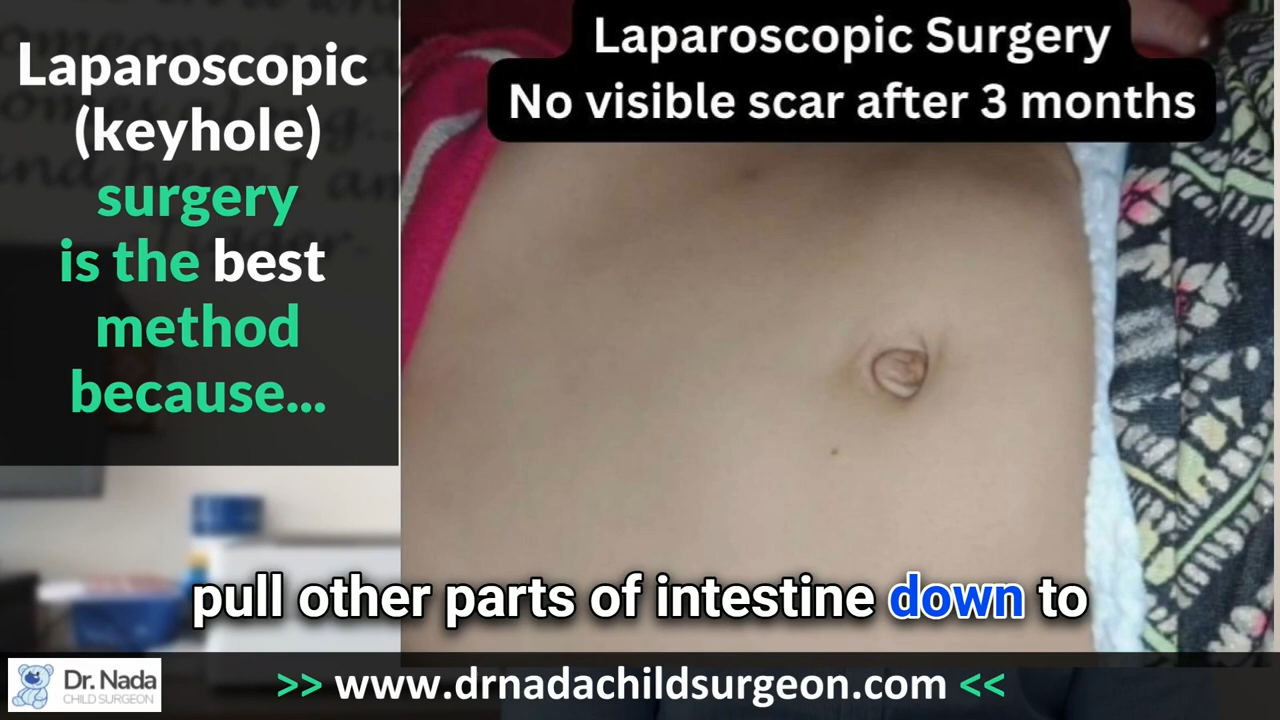 Laparoscopic
(keyhole)
surgery
is the best
method
because...
Laparoscopic Surgery
No visible scar after 3 months
pull other parts of intestine down to
Dr. Nada
CHILD SURGEON
>> www.drnadachildsurgeon.com <<